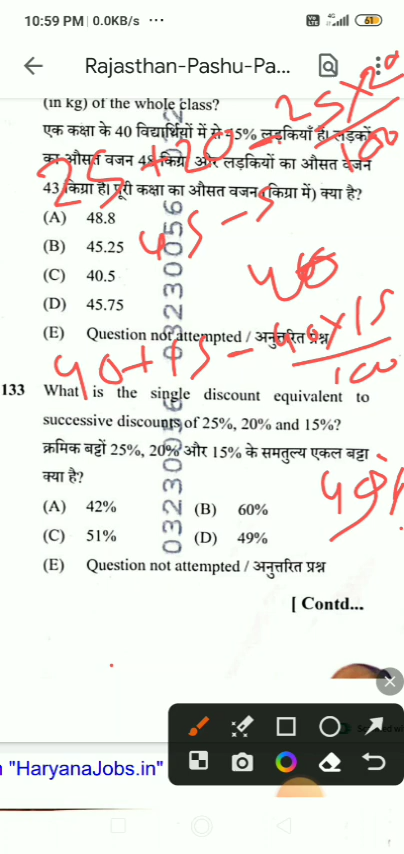 10:59 PM | 0.0KB/s ···
Vo LTE 4G 61
Rajasthan-Pashu-Pa...
(in kg) of the whole class?
एक कक्षा के 40 विद्यार्थियों में से 15% लड़कियाँ हैं। लड़कों
का औसत वजन किग्रा और लड़कियों का औसत वजन
43 किग्रा है। पूरी कक्षा का औसत वजन (किग्रा में) क्या है?
(A) 48.8
(B) 45.25
(C) 40.5
(D) 45.75
(E) Question not attempted / अनुत्तरित प्रश्न
25 + 20 - 25 × 20 / 100
45 - 5
40
40 + 15 - 40 × 15 / 100
49%
03230056
133 What is the single discount equivalent to
successive discounts of 25%, 20% and 15%?
क्रमिक बट्टों 25%, 20% और 15% के समतुल्य एकल बट्टा
क्या है?
(A) 42% (B) 60%
(C) 51% (D) 49%
(E) Question not attempted / अनुत्तरित प्रश्न
03230056
[ Contd...
"HaryanaJobs.in"